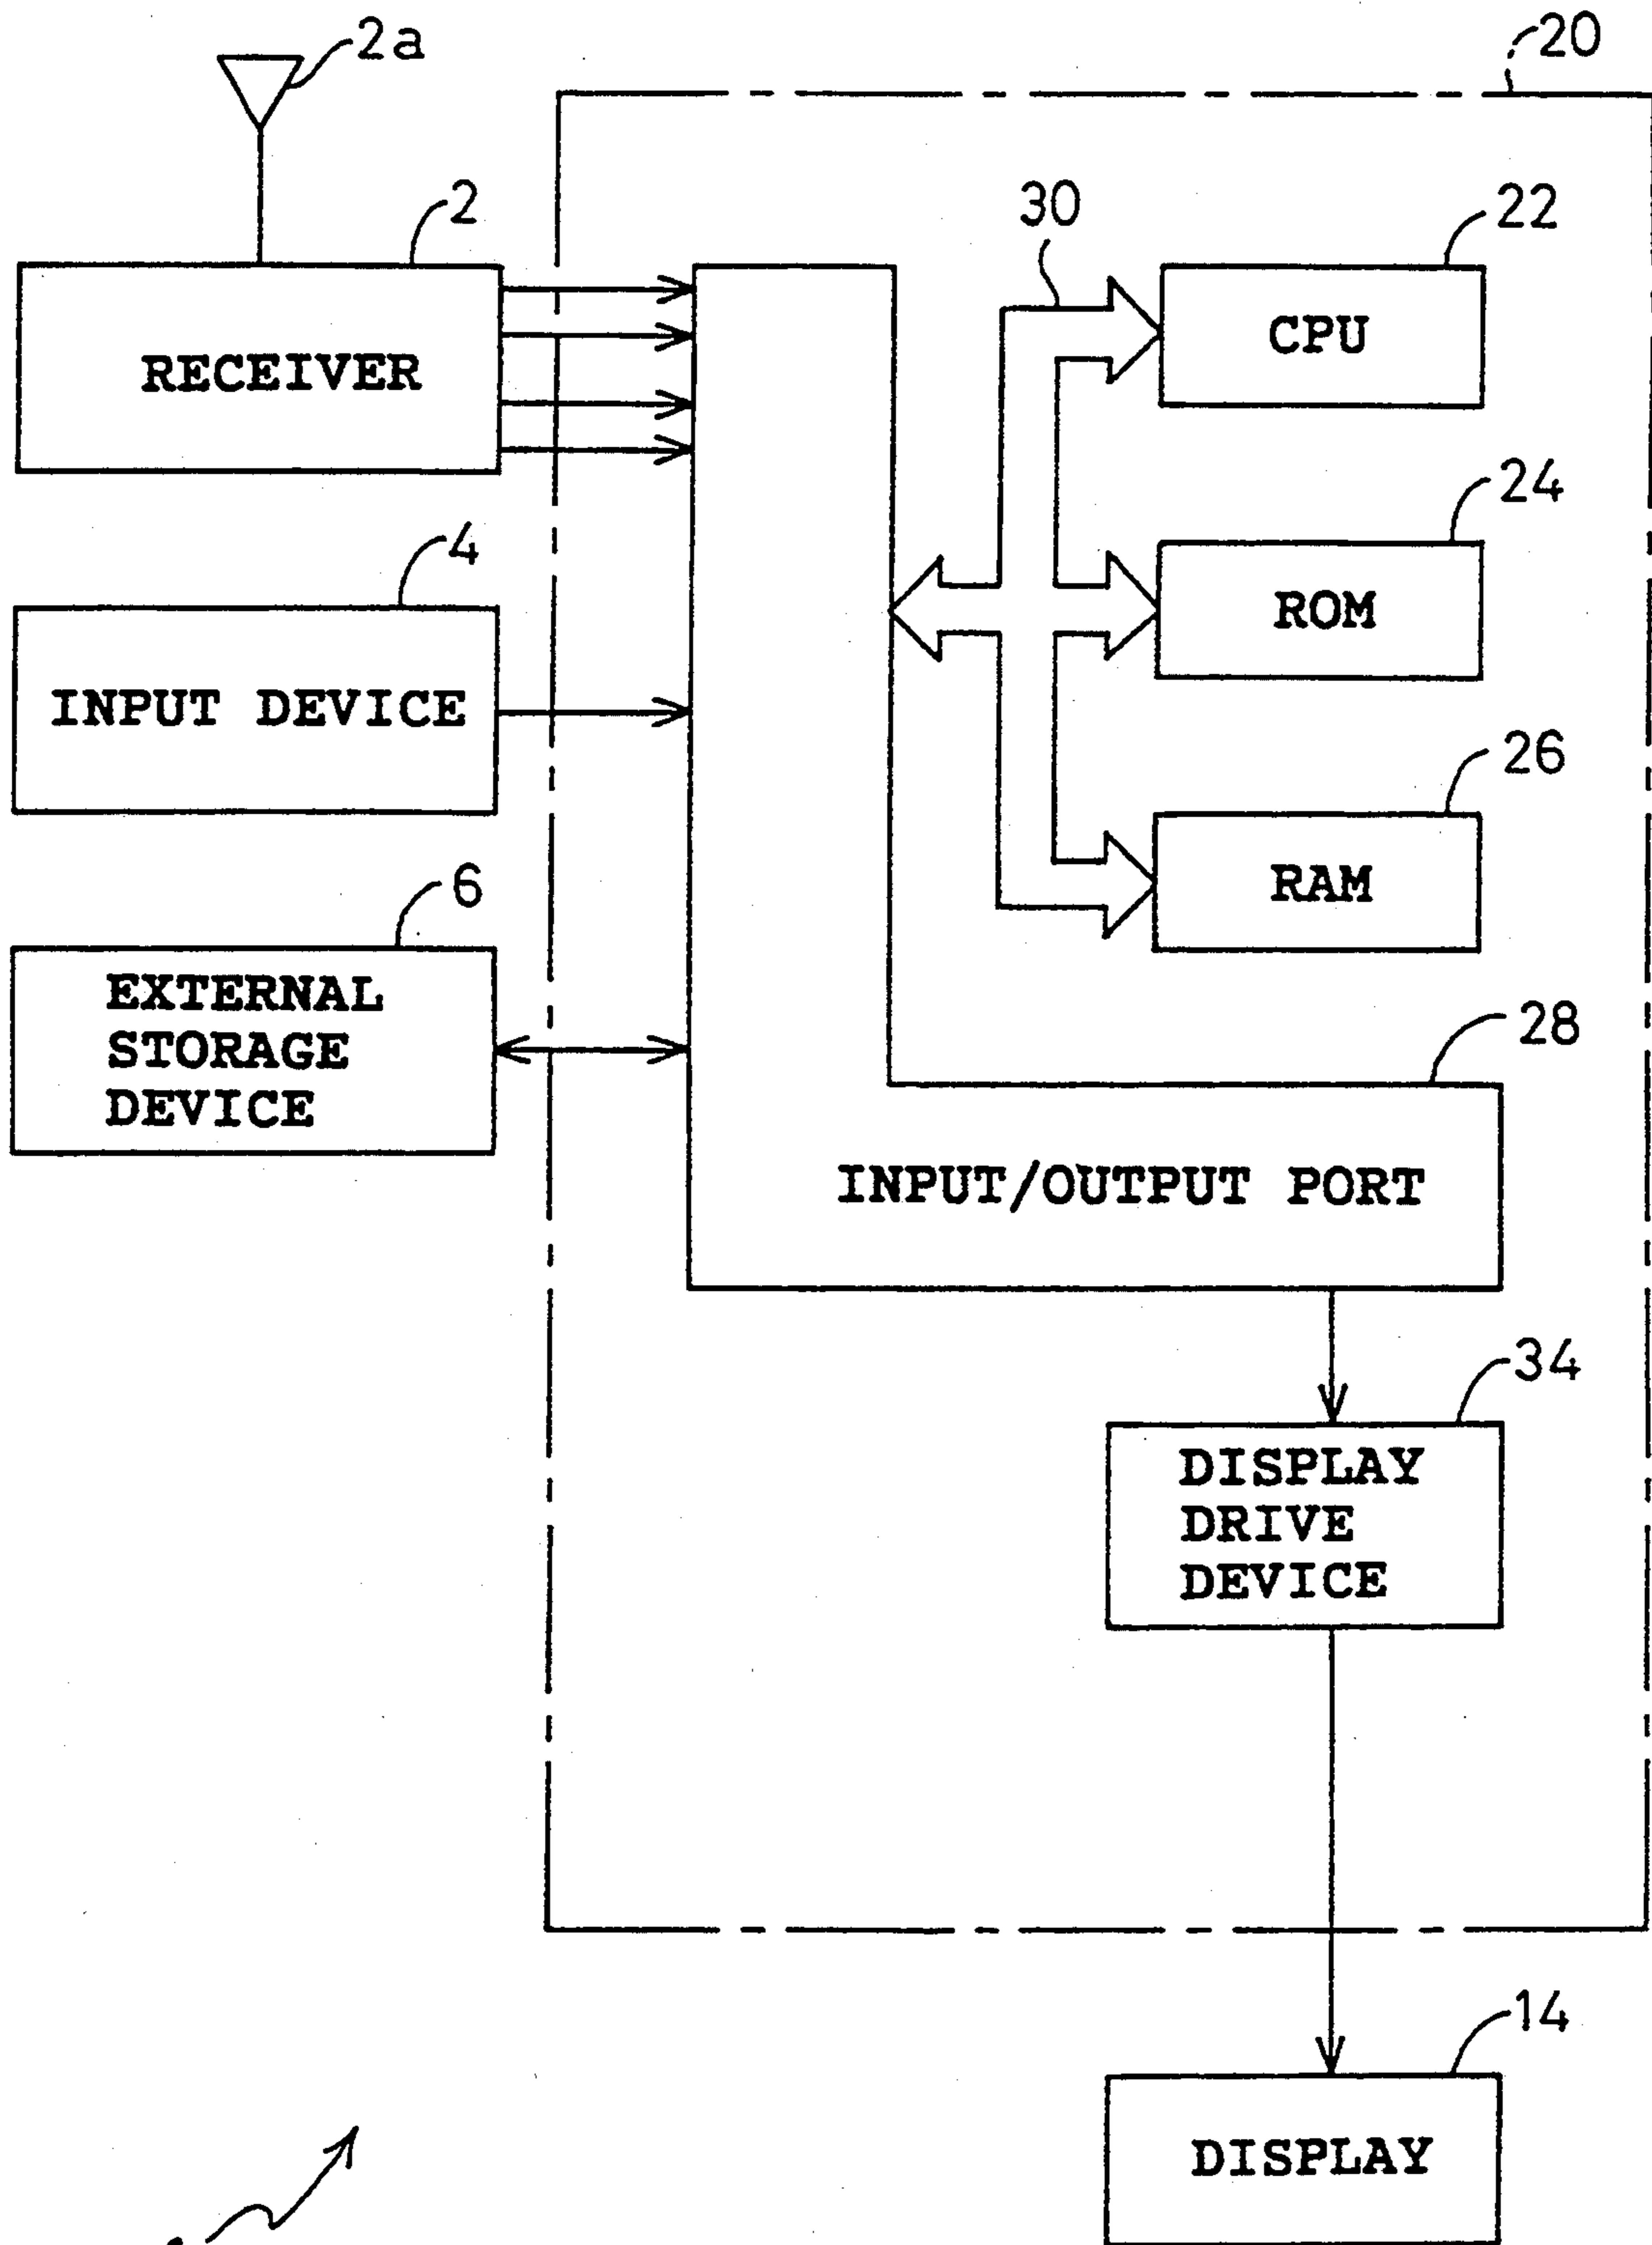 2a
20
2
30
22
RECEIVER
CPU
4
24
INPUT DEVICE
ROM
6
26
EXTERNAL
STORAGE
DEVICE
RAM
28
INPUT/OUTPUT PORT
34
DISPLAY
DRIVE
DEVICE
14
DISPLAY